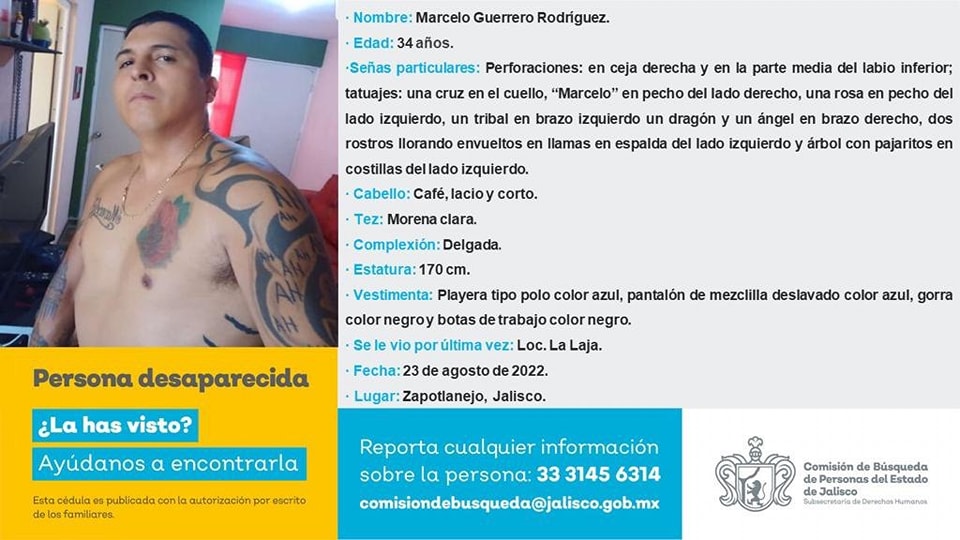 · Nombre: Marcelo Guerrero Rodríguez.
· Edad: 34 años.
·Señas particulares: Perforaciones: en ceja derecha y en la parte media del labio inferior;
tatuajes: una cruz en el cuello, “Marcelo” en pecho del lado derecho, una rosa en pecho del
lado izquierdo, un tribal en brazo izquierdo un dragón y un ángel en brazo derecho, dos
rostros llorando envueltos en llamas en espalda del lado izquierdo y árbol con pajaritos en
costillas del lado izquierdo.
· Cabello: Café, lacio y corto.
· Tez: Morena clara.
· Complexión: Delgada.
· Estatura: 170 cm.
· Vestimenta: Playera tipo polo color azul, pantalón de mezclilla deslavado color azul, gorra
color negro y botas de trabajo color negro.
· Se le vio por última vez: Loc. La Laja.
· Fecha: 23 de agosto de 2022.
· Lugar: Zapotlanejo, Jalisco.
Persona desaparecida
¿La has visto?
Ayúdanos a encontrarla
Esta cédula es publicada con la autorización por escrito
de los familiares.
Reporta cualquier información
sobre la persona: 33 3145 6314
comisiondebusqueda@jalisco.gob.mx
Comisión de Búsqueda
de Personas del Estado
de Jalisco
Subsecretaría de Derechos Humanos